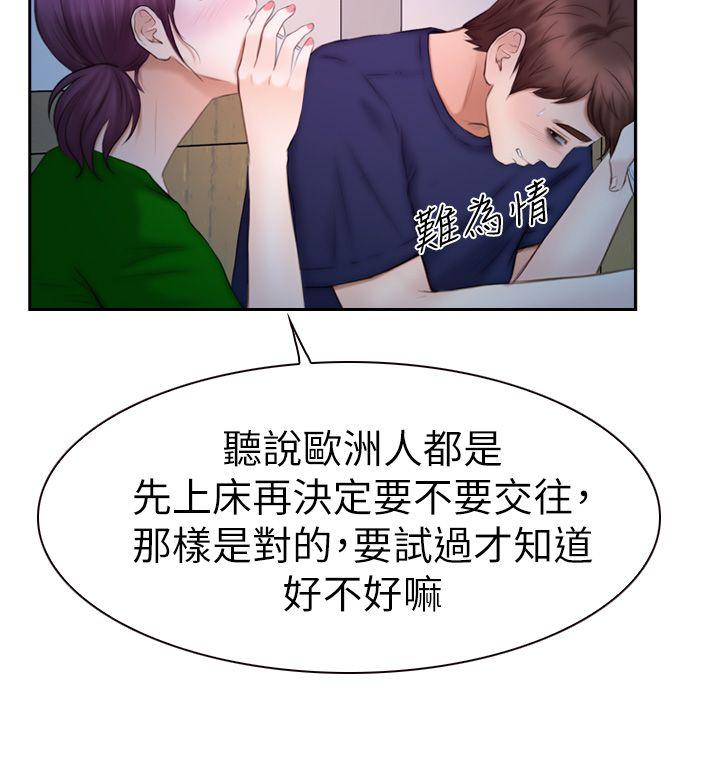 難為情
聽說歐洲人都是
先上床再決定要不要交往，
那樣是對的，要試過才知道
好不好嘛